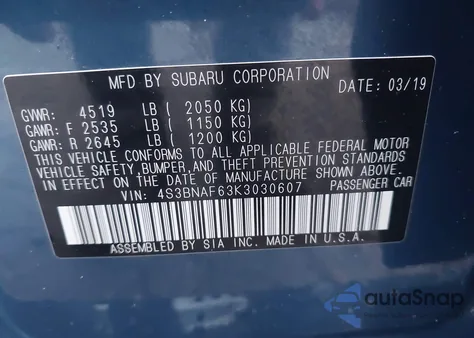 MFD BY SUBARU CORPORATION
DATE: 03/19
GVWR: 4519 LB ( 2050 KG)
GAWR: F 2535 LB ( 1150 KG)
GAWR: R 2645 LB ( 1200 KG)
THIS VEHICLE CONFORMS TO ALL APPLICABLE FEDERAL MOTOR
VEHICLE SAFETY,BUMPER,AND THEFT PREVENTION STANDARDS
IN EFFECT ON THE DATE OF MANUFACTURE SHOWN ABOVE.
VIN: 4S3BNAF63K3030607 PASSENGER CAR
ASSEMBLED BY SIA INC. MADE IN U.S.A.
autoSnap